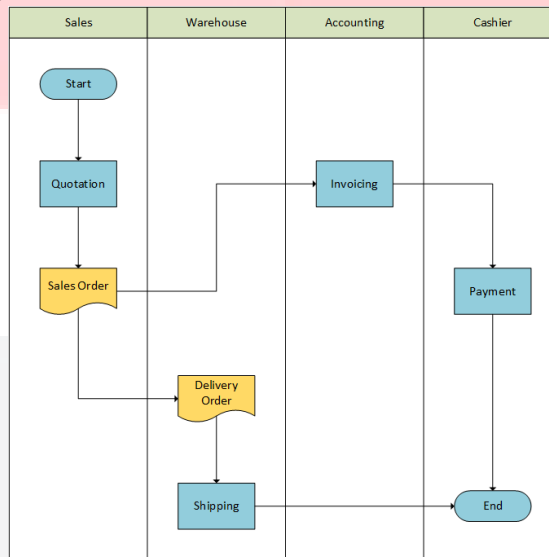 Sales
Warehouse
Accounting
Cashier
Start
Quotation
Invoicing
Sales Order
Payment
Delivery
Order
Shipping
End